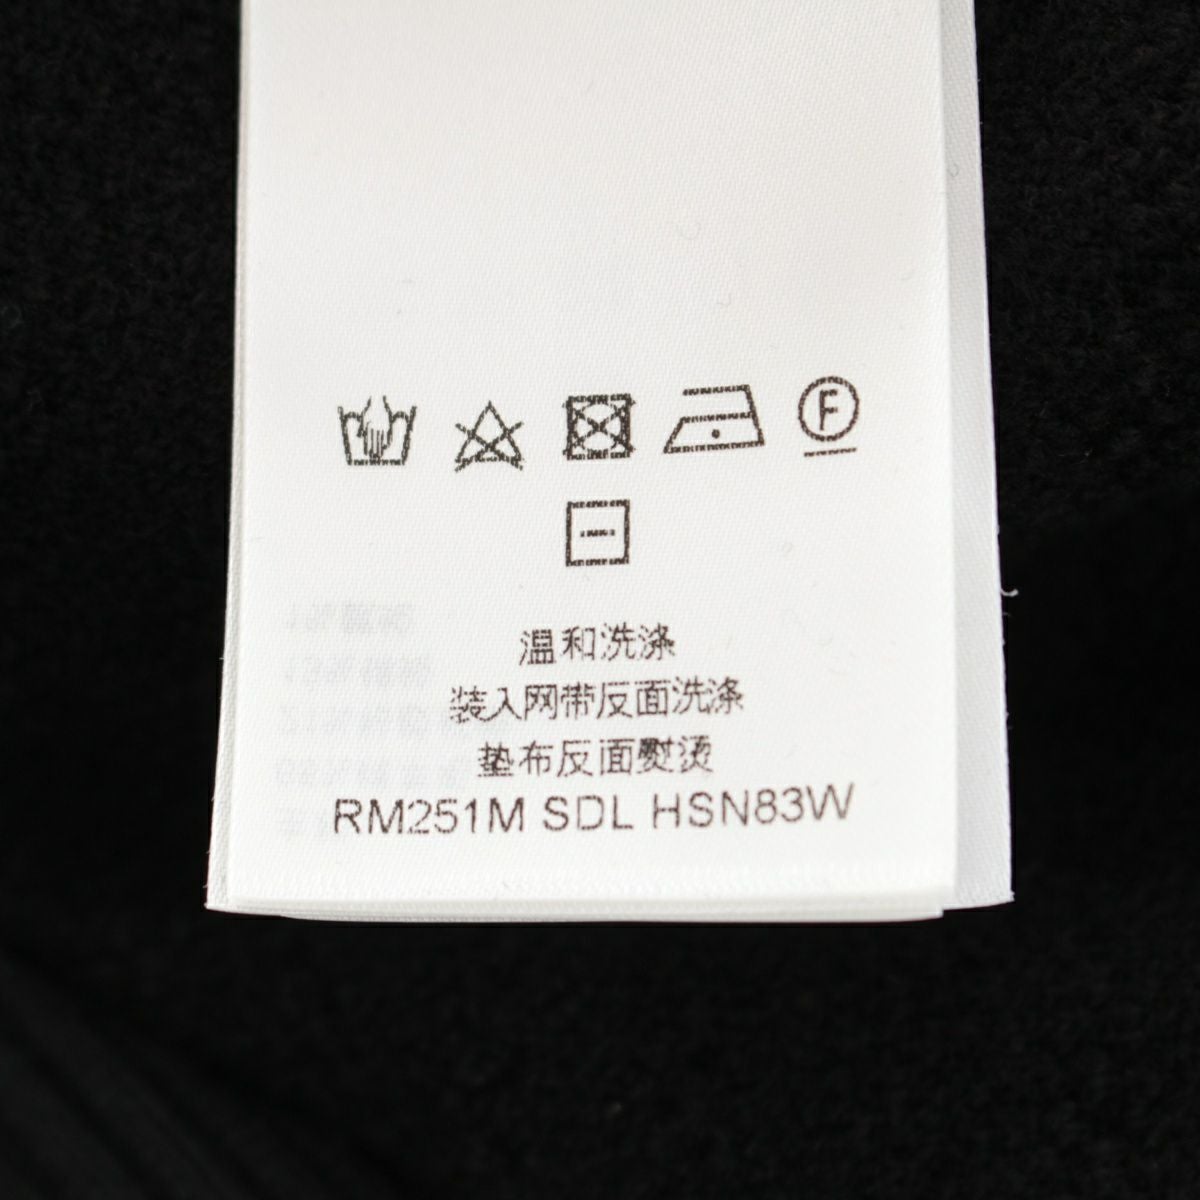 F
温和洗涤
装入网带反面洗涤
垫布反面熨烫
RM251M SDL HSN83W